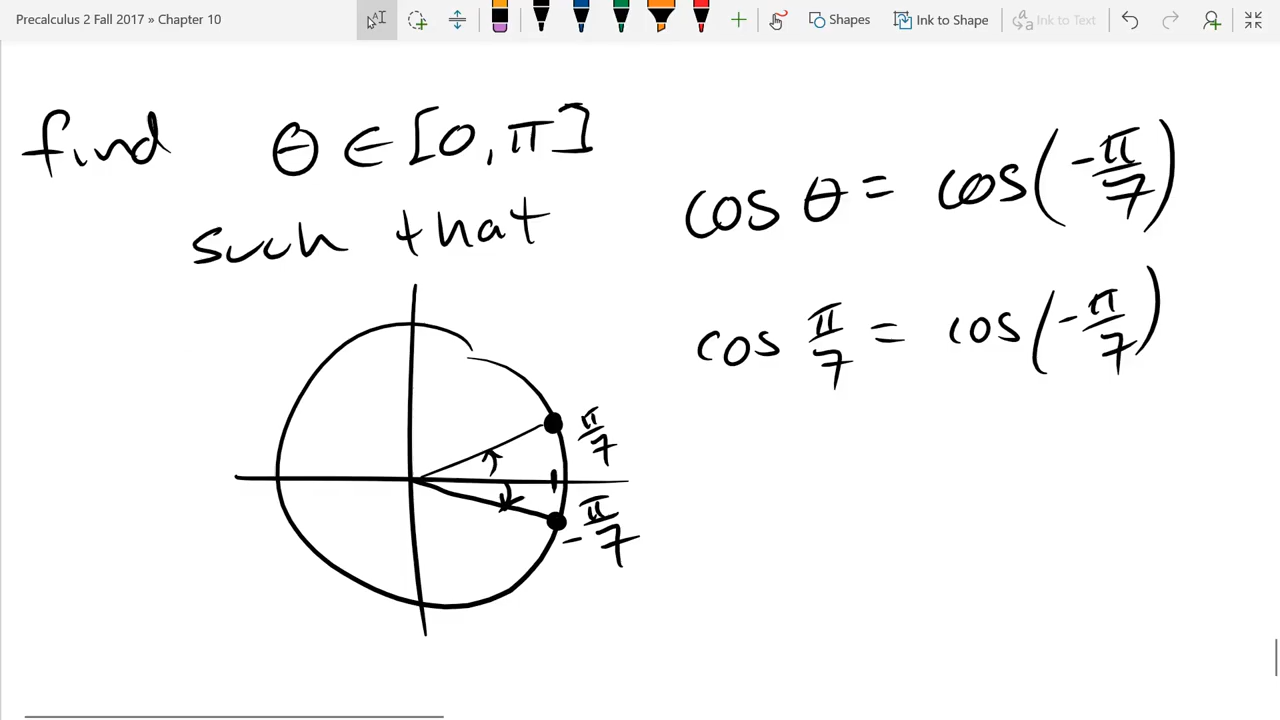 Precalculus 2 Fall 2017 » Chapter 10
Shapes
Ink to Shape
Ink to Text
find θ ∈ [0, π]
such that
cos θ = cos(-π/7)
cos π/7 = cos(-π/7)
π/7
-π/7